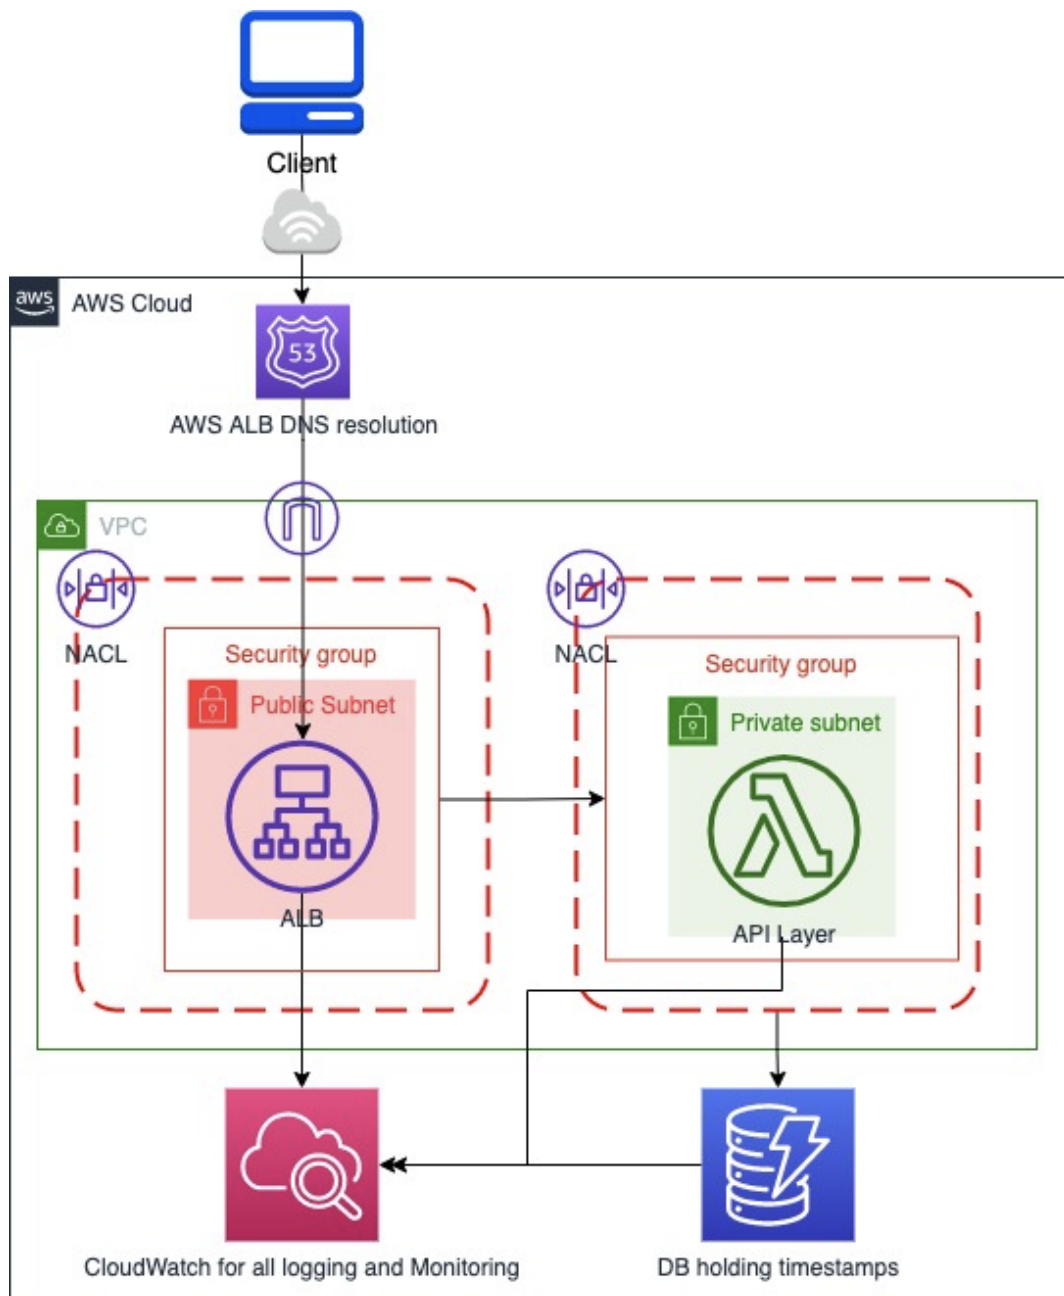 Client
aws
AWS Cloud
53
AWS ALB DNS resolution
VPC
NACL
NACL
Security group
Security group
Public Subnet
Private subnet
ALB
API Layer
CloudWatch for all logging and Monitoring
DB holding timestamps